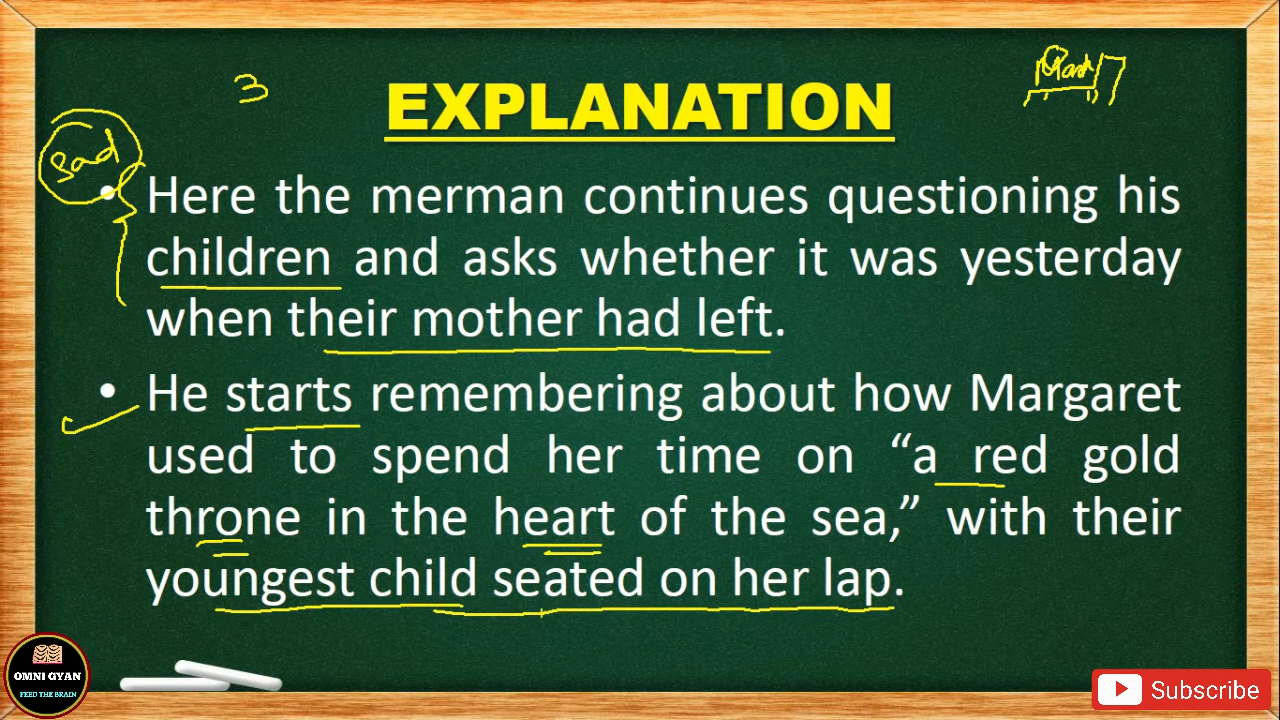 3
EXPLANATION
Sad
• Here the merman continues questioning his
children and asks whether it was yesterday
when their mother had left.
• He starts remembering about how Margaret
used to spend her time on “a red gold
throne in the heart of the sea,” with their
youngest child seated on her lap.
OMNI GYAN
FEED THE BRAIN
Subscribe